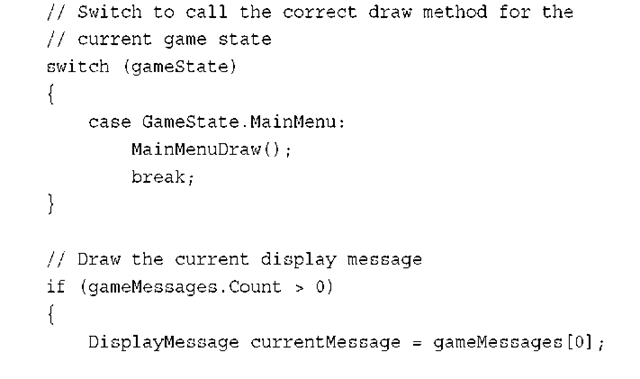 // Switch to call the correct draw method for the
// current game state
switch (gameState)
{
    case GameState.MainMenu:
        MainMenuDraw();
        break;
}

// Draw the current display message
if (gameMessages.Count > 0)
{
    DisplayMessage currentMessage = gameMessages[0];